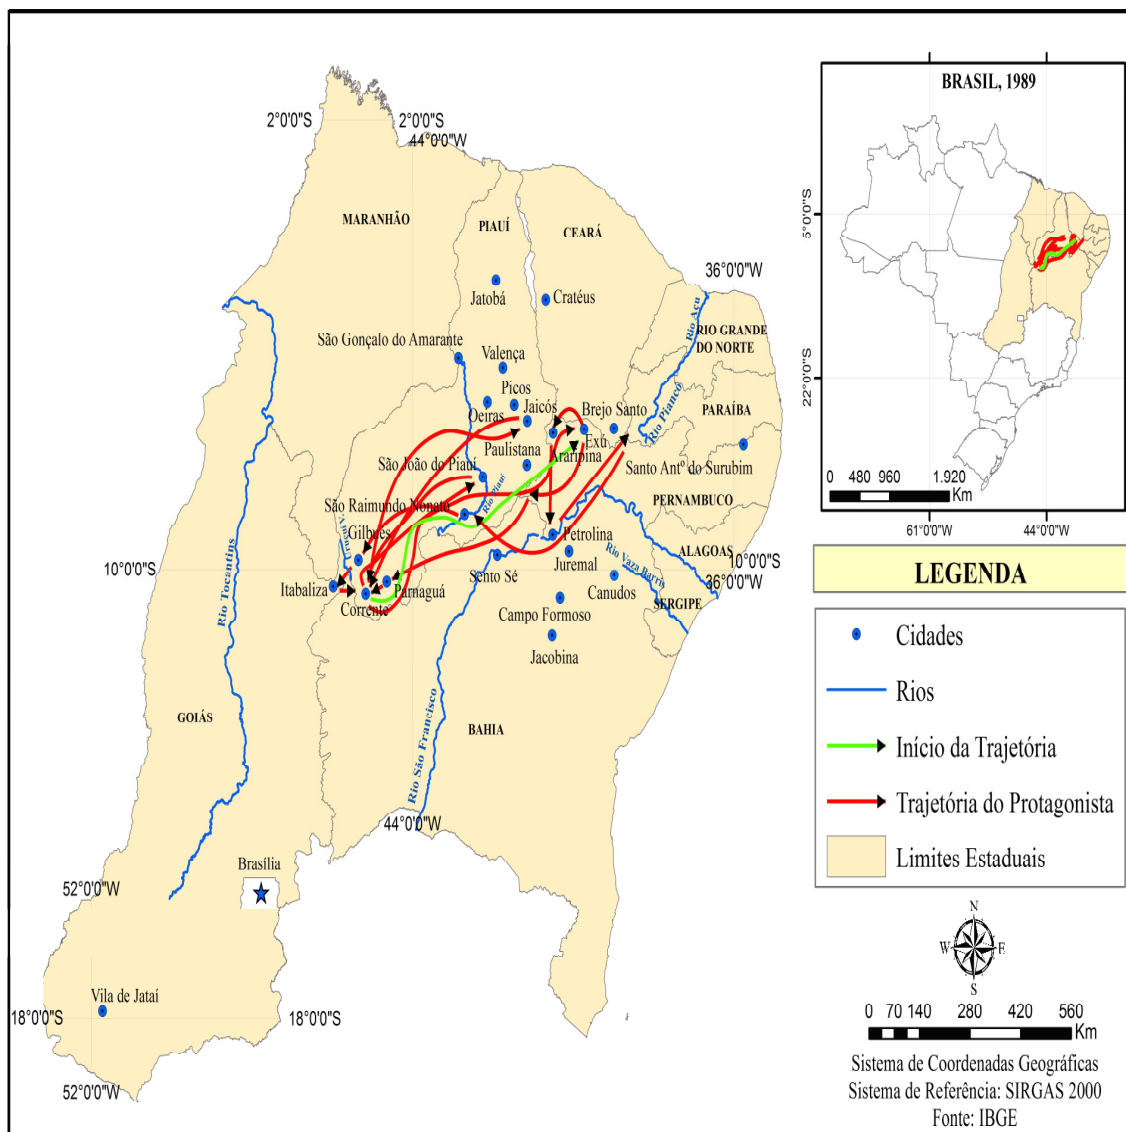 BRASIL, 1989
2°0'0"S
2°0'0"S
44°0'0"W
MARANHÃO
PIAUÍ
CEARÁ
5°0'0"S
36°0'0"W
Jatobá
Cratéus
Rio Açu
São Gonçalo do Amarante
RIO GRANDE
DO NORTE
Valença
22°0'0"S
Picos
Oeiras
Jaicós
Brejo Santo
Rio Piancó
PARAÍBA
Exú
Paulistana
Araripina
Santo Antº do Surubim
São João do Piauí
0 480 960 1.920
Km
Rio Piauí
PERNAMBUCO
São Raimundo Nonato
61°0'0"W
44°0'0"W
Gilbués
Petrolina
Juremal
ALAGOAS
10°0'0"S
10°0'0"S
36°0'0"W
Rio Vaza Barris
Sento Sé
Itabaliza
Parnaguá
Canudos
SERGIPE
Corrente
Campo Formoso
Jacobina
Rio Tocantins
GOIÁS
BAHIA
Rio São Francisco
44°0'0"W
Brasília
52°0'0"W
Vila de Jataí
18°0'0"S
18°0'0"S
52°0'0"W
LEGENDA
Cidades
Rios
Início da Trajetória
Trajetória do Protagonista
Limites Estaduais
N
W E
S
0 70 140 280 420 560
Km
Sistema de Coordenadas Geográficas
Sistema de Referência: SIRGAS 2000
Fonte: IBGE